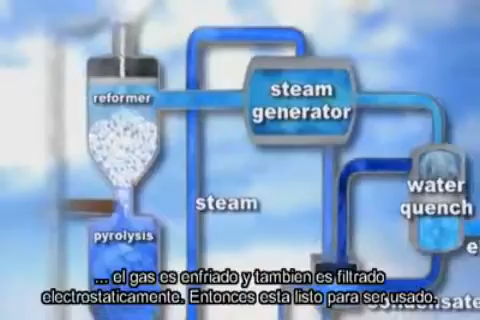 reformer
steam
generator
water
quench
steam
pyrolysis
... el gas es enfriado y tambien es filtrado
electrostaticamente. Entonces esta listo para ser usado.